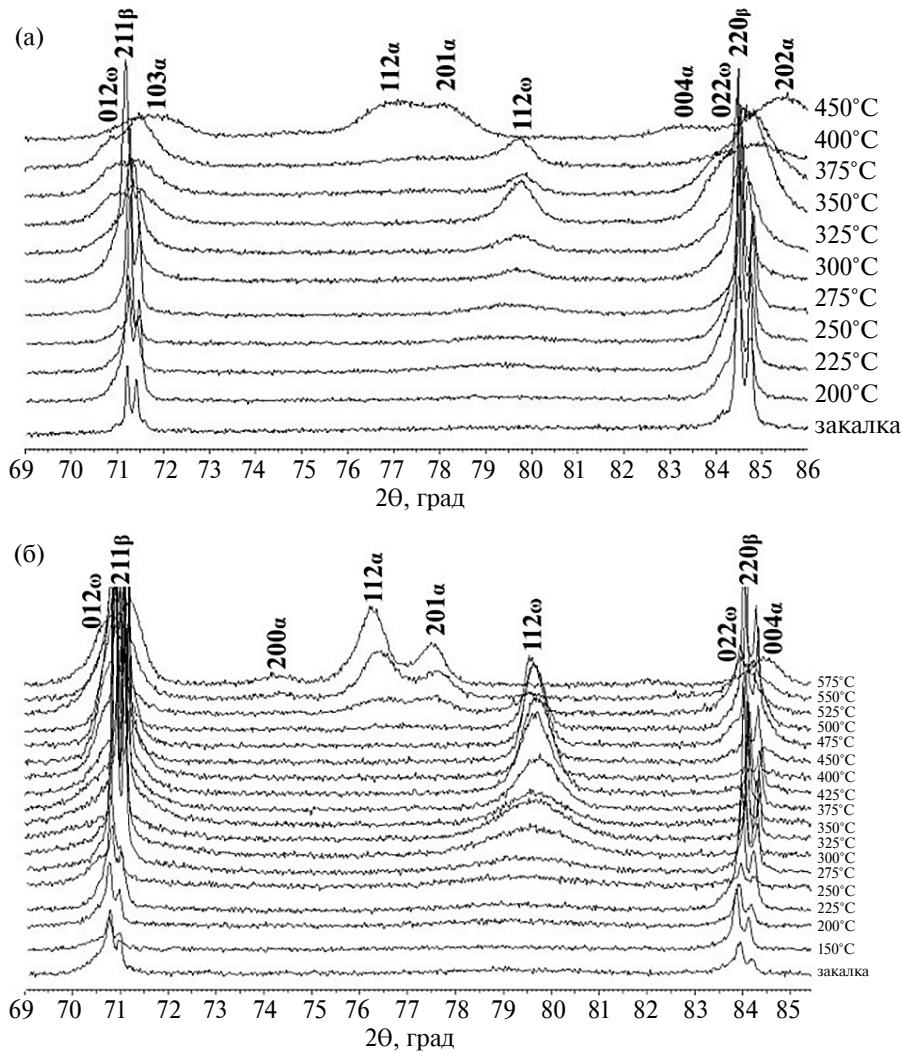 (а)
012ω
211β
103α
112α
201α
112ω
004α
022ω
220β
202α
450°C
400°C
375°C
350°C
325°C
300°C
275°C
250°C
225°C
200°C
закалка
69 70 71 72 73 74 75 76 77 78 79 80 81 82 83 84 85 86
2θ, град
(б)
012ω
211β
200α
112α
201α
112ω
022ω
220β
004α
575°C
550°C
525°C
500°C
475°C
450°C
400°C
425°C
375°C
350°C
325°C
300°C
275°C
250°C
225°C
200°C
150°C
закалка
69 70 71 72 73 74 75 76 77 78 79 80 81 82 83 84 85
2θ, град